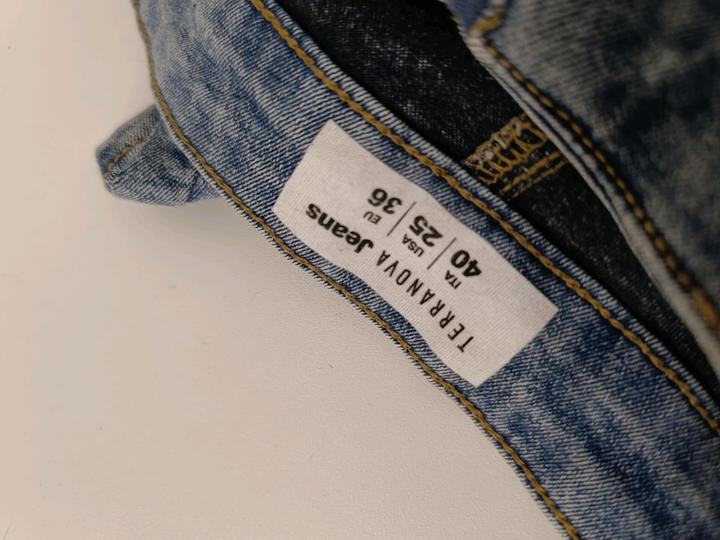 TERRANOVA Jeans
ITA USA EU
40 | 25 | 36